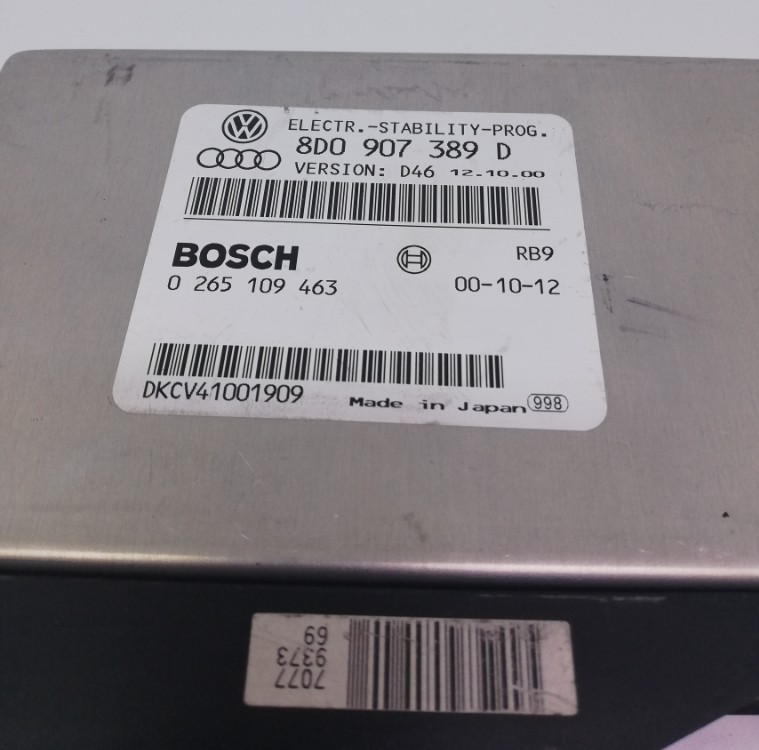 ELECTR.-STABILITY-PROG.
8D0 907 389 D
VERSION: D46 12.10.00
BOSCH RB9
0 265 109 463 00-10-12
DKCV41001909 Made in Japan 998
7077
9373
69